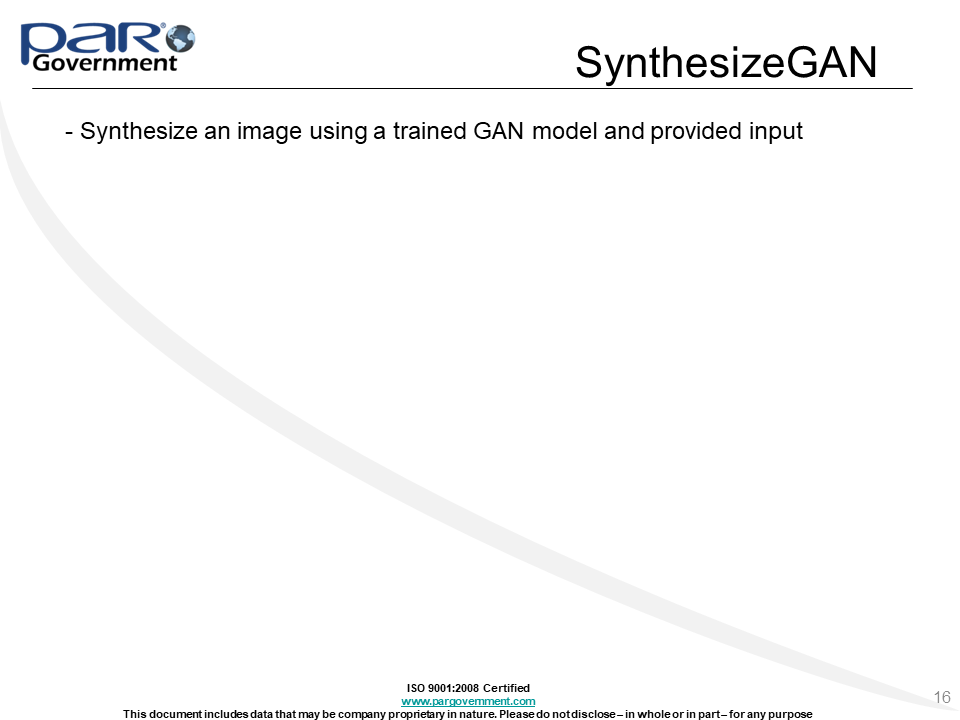 PAR® Government
SynthesizeGAN
- Synthesize an image using a trained GAN model and provided input
ISO 9001:2008 Certified
www.pargovernment.com
This document includes data that may be company proprietary in nature. Please do not disclose – in whole or in part – for any purpose
16